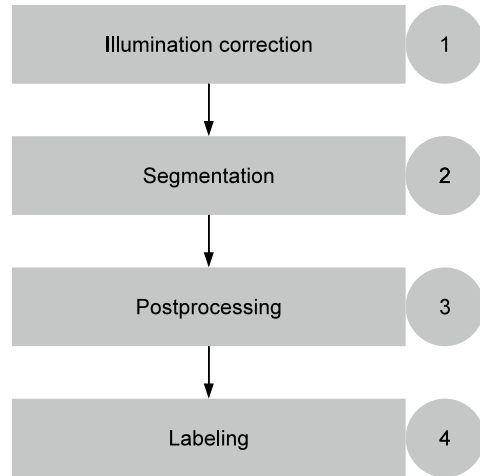 Illumination correction
1
Segmentation
2
Postprocessing
3
Labeling
4